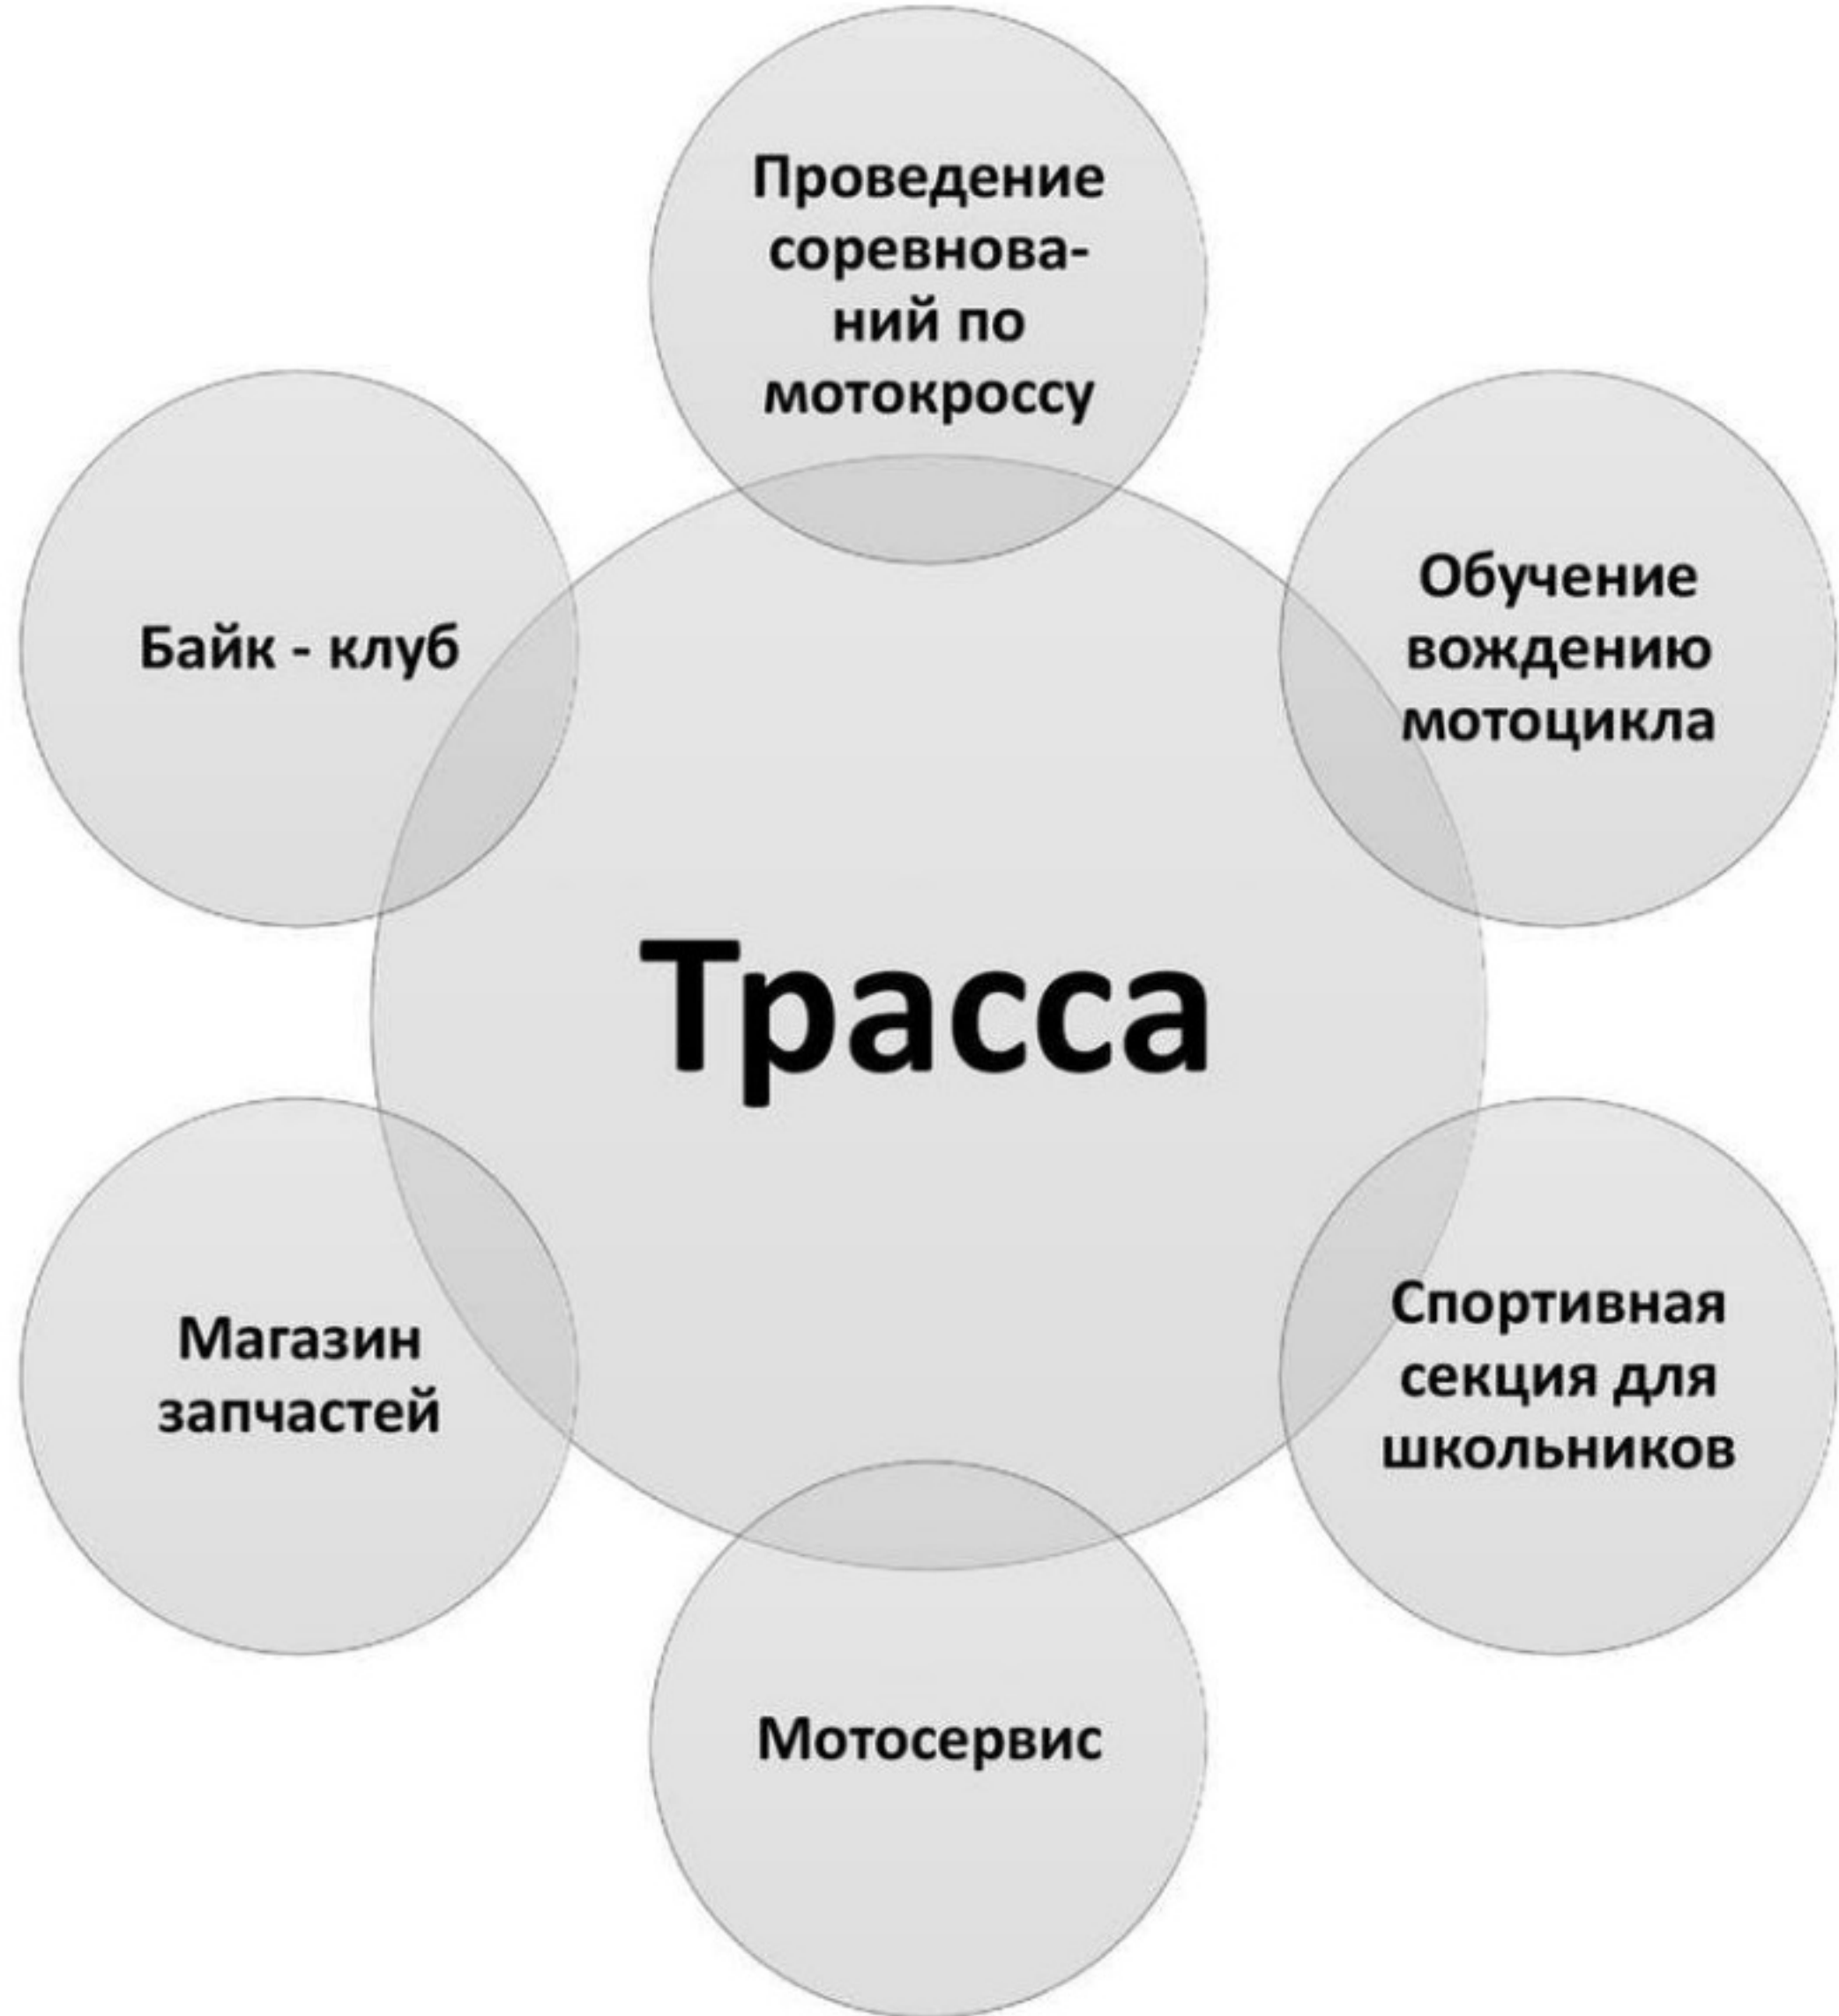 Проведение
соревнова-
ний по
мотокроссу
Обучение
вождению
мотоцикла
Байк - клуб
Трасса
Спортивная
секция для
школьников
Магазин
запчастей
Мотосервис